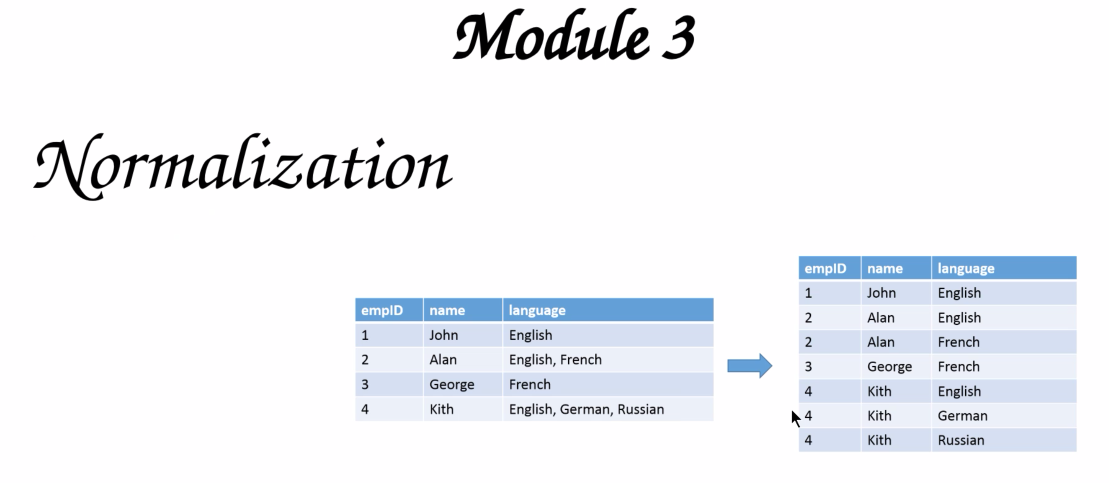 Module 3
Normalization
empID name language
1 John English
2 Alan English, French
3 George French
4 Kith English, German, Russian
empID name language
1 John English
2 Alan English
2 Alan French
3 George French
4 Kith English
4 Kith German
4 Kith Russian